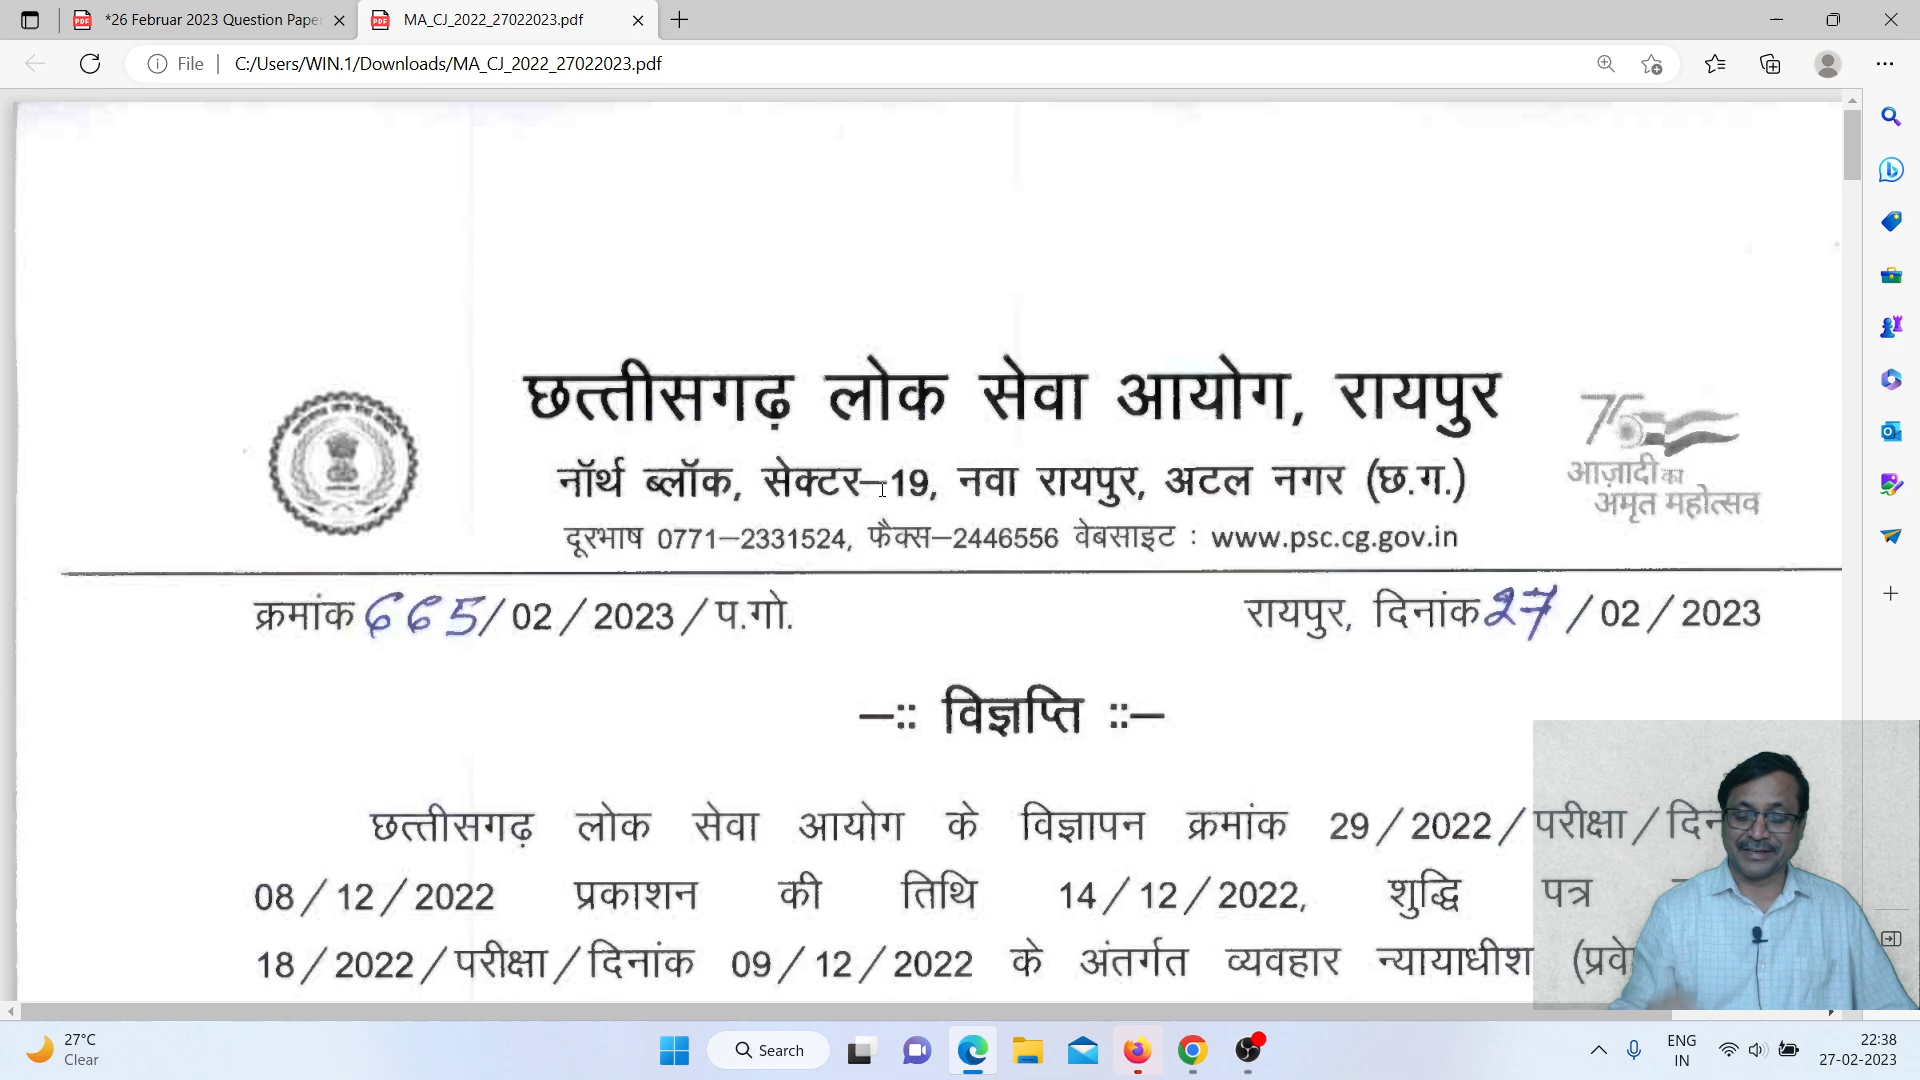 *26 Februar 2023 Question Pape
MA_CJ_2022_27022023.pdf
File
C:/Users/WIN.1/Downloads/MA_CJ_2022_27022023.pdf
छत्तीसगढ़ लोक सेवा आयोग, रायपुर
नॉर्थ ब्लॉक, सेक्टर–19, नवा रायपुर, अटल नगर (छ.ग.)
दूरभाष 0771–2331524, फैक्स–2446556 वेबसाइट : www.psc.cg.gov.in
75
आज़ादी का
अमृत महोत्सव
क्रमांक 665/02/2023/प.गो.
रायपुर, दिनांक 27/02/2023
–:: विज्ञप्ति ::–
छत्तीसगढ़ लोक सेवा आयोग के विज्ञापन क्रमांक 29/2022/परीक्षा/
08/12/2022 प्रकाशन की तिथि 14/12/2022, शुद्धि पत्र
18/2022/परीक्षा/दिनांक 09/12/2022 के अंतर्गत व्यवहार न्यायाधीश
27°C
Clear
Search
ENG
IN
22:38
27-02-2023